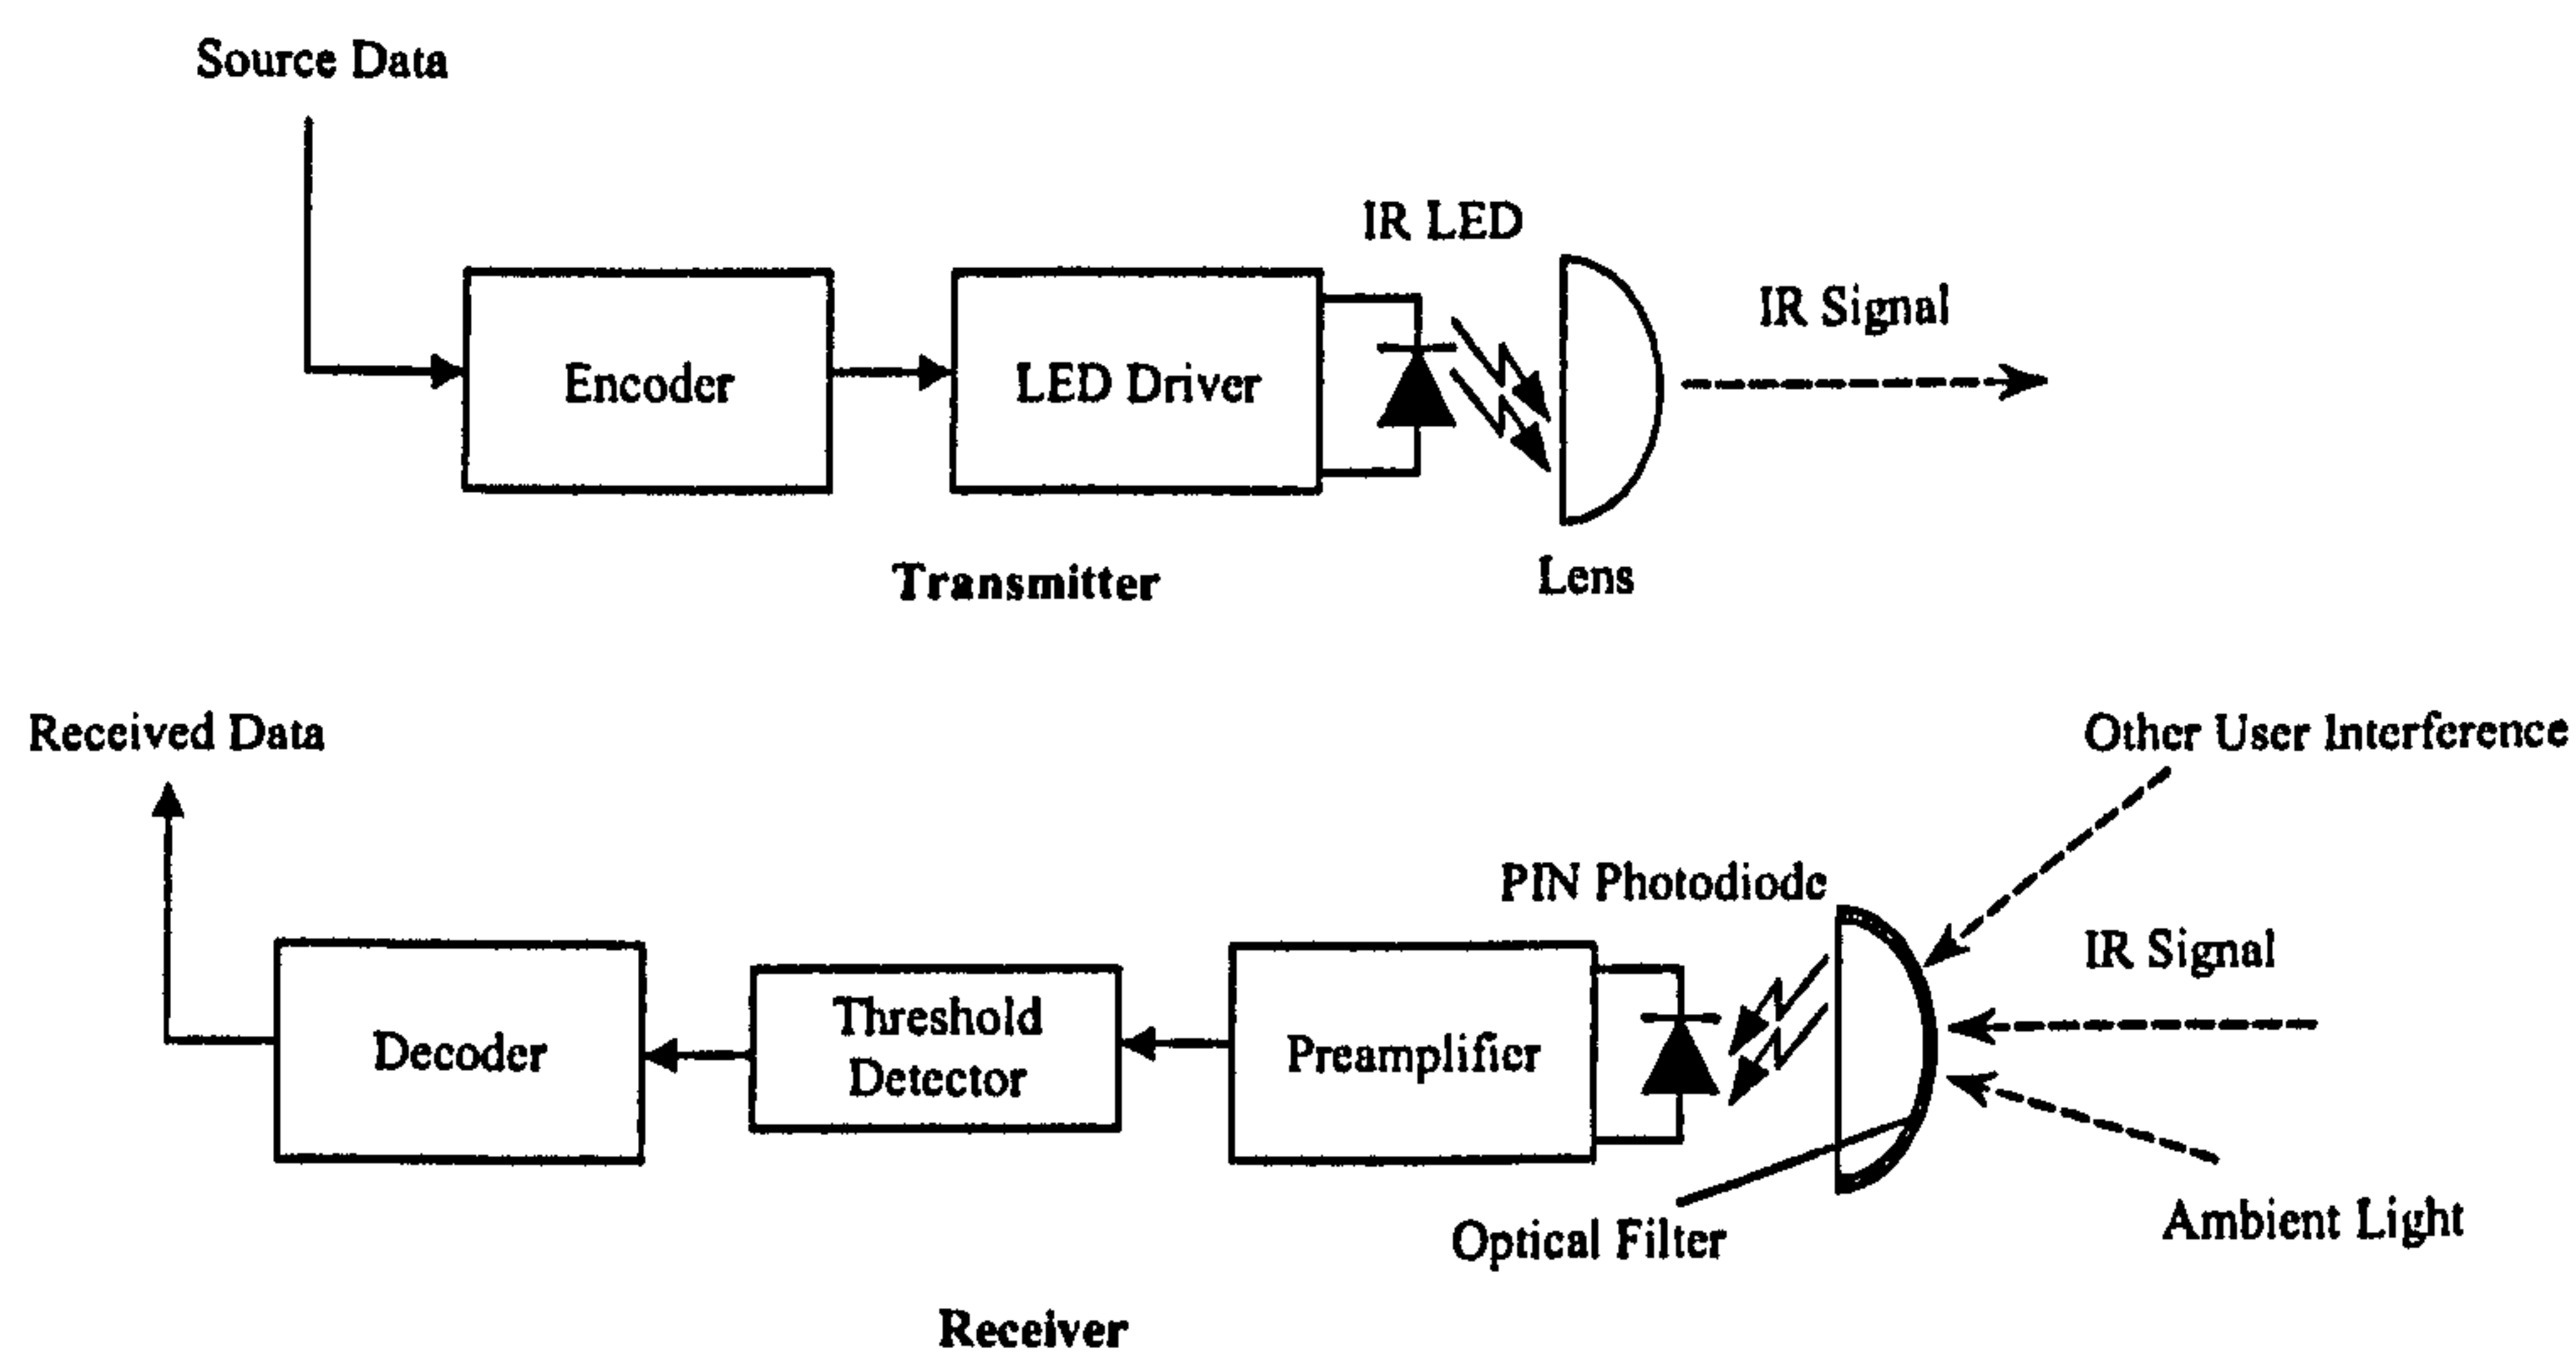 Source Data
IR LED
IR Signal
Encoder
LED Driver
Transmitter
Lens
Received Data
Other User Interference
PIN Photodiode
IR Signal
Threshold
Detector
Decoder
Preamplifier
Ambient Light
Optical Filter
Receiver